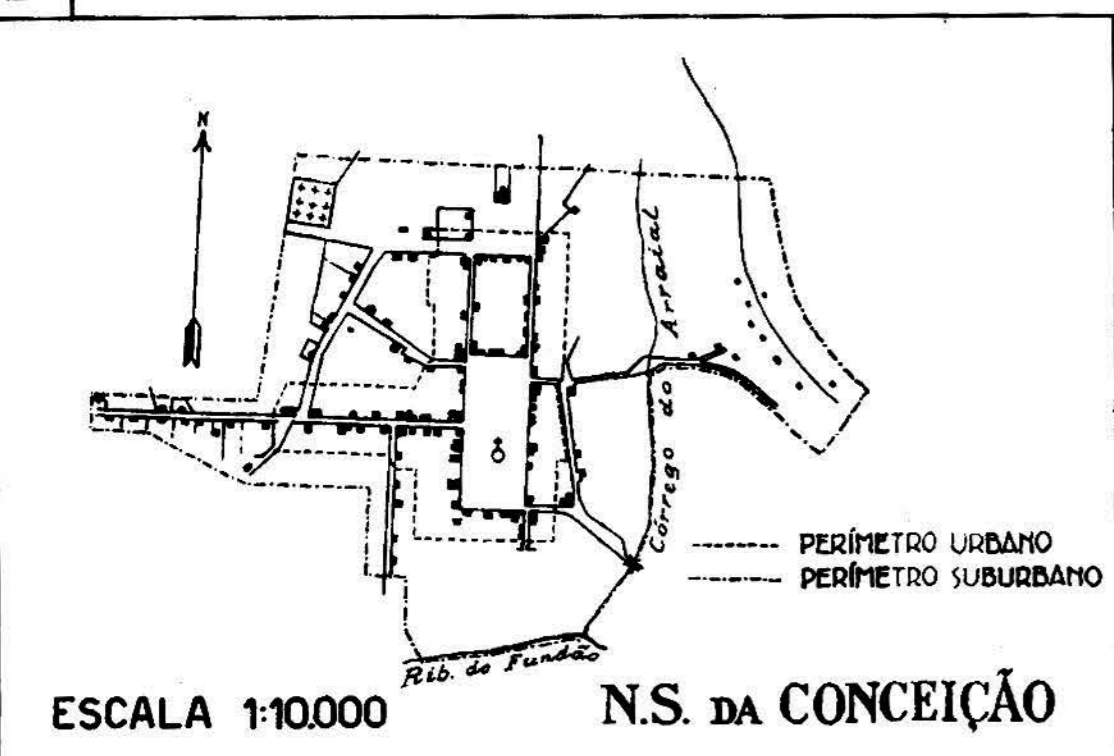 N
Córrego do Arraial
PERÍMETRO URBANO
PERÍMETRO SUBURBANO
Rib. do Fundão
ESCALA 1:10.000
N.S. DA CONCEIÇÃO